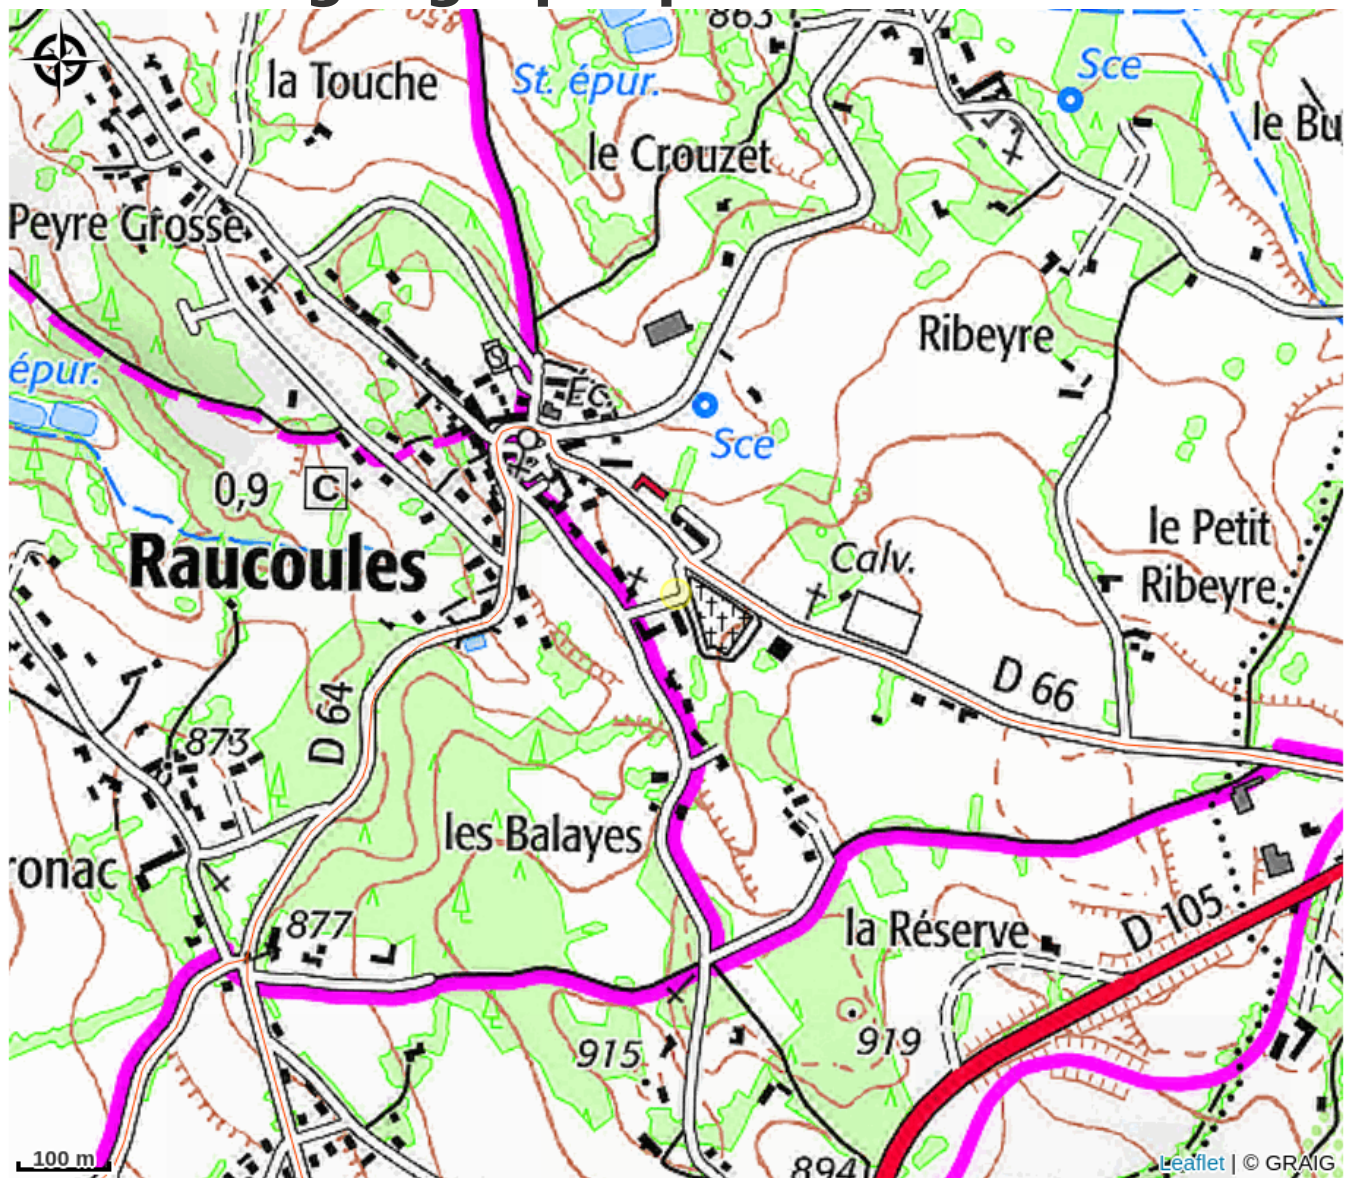 863
450
la Touche
St. épur.
Sce
le Crouzet
le Bu
Peyre Grosse
Ribeyre
épur.
Éc.
Sce
0,9
C
le Petit
Ribeyre
Raucoules
Calv.
D 66
D 64
873
les Balayes
ronac
877
la Réserve
D 105
915
919
894
100 m
Leaflet | © GRAIG